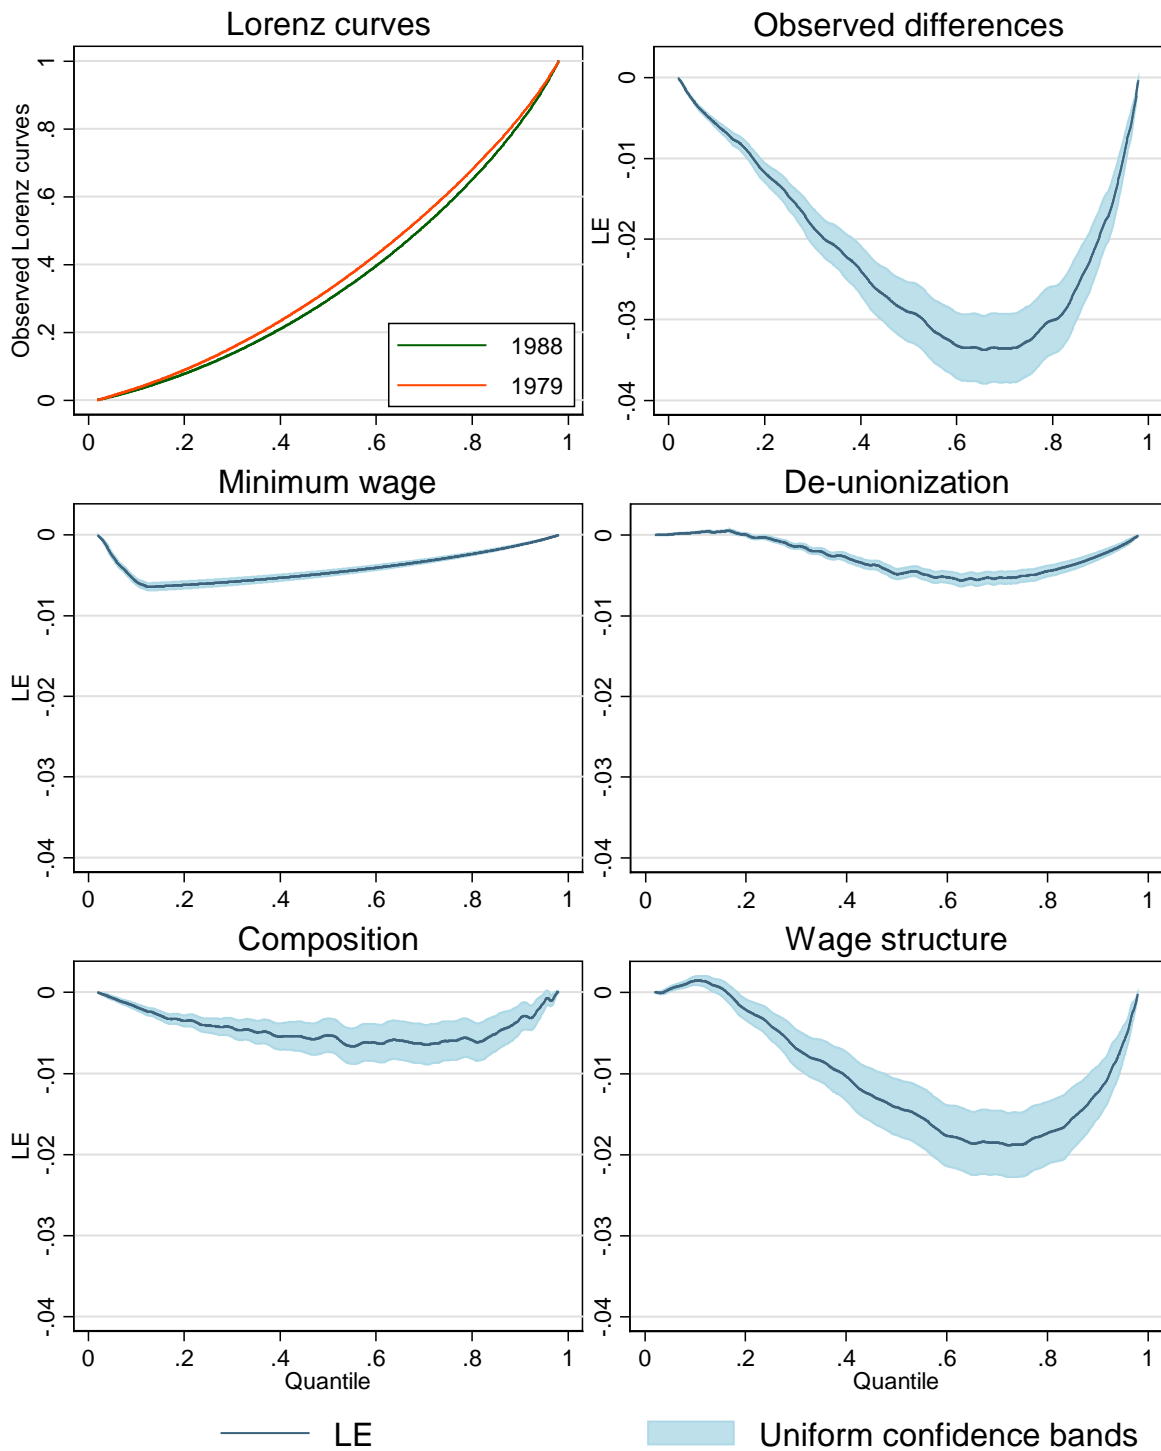 Lorenz curves
Observed Lorenz curves
1
.8
.6
.4
.2
0
1988
1979
0 .2 .4 .6 .8 1
Observed differences
LE
0
-.01
-.02
-.03
-.04
0 .2 .4 .6 .8 1
Minimum wage
LE
0
-.01
-.02
-.03
-.04
0 .2 .4 .6 .8 1
De-unionization
0
-.01
-.02
-.03
-.04
0 .2 .4 .6 .8 1
Composition
LE
0
-.01
-.02
-.03
-.04
0 .2 .4 .6 .8 1
Quantile
Wage structure
0
-.01
-.02
-.03
-.04
0 .2 .4 .6 .8 1
Quantile
LE
Uniform confidence bands